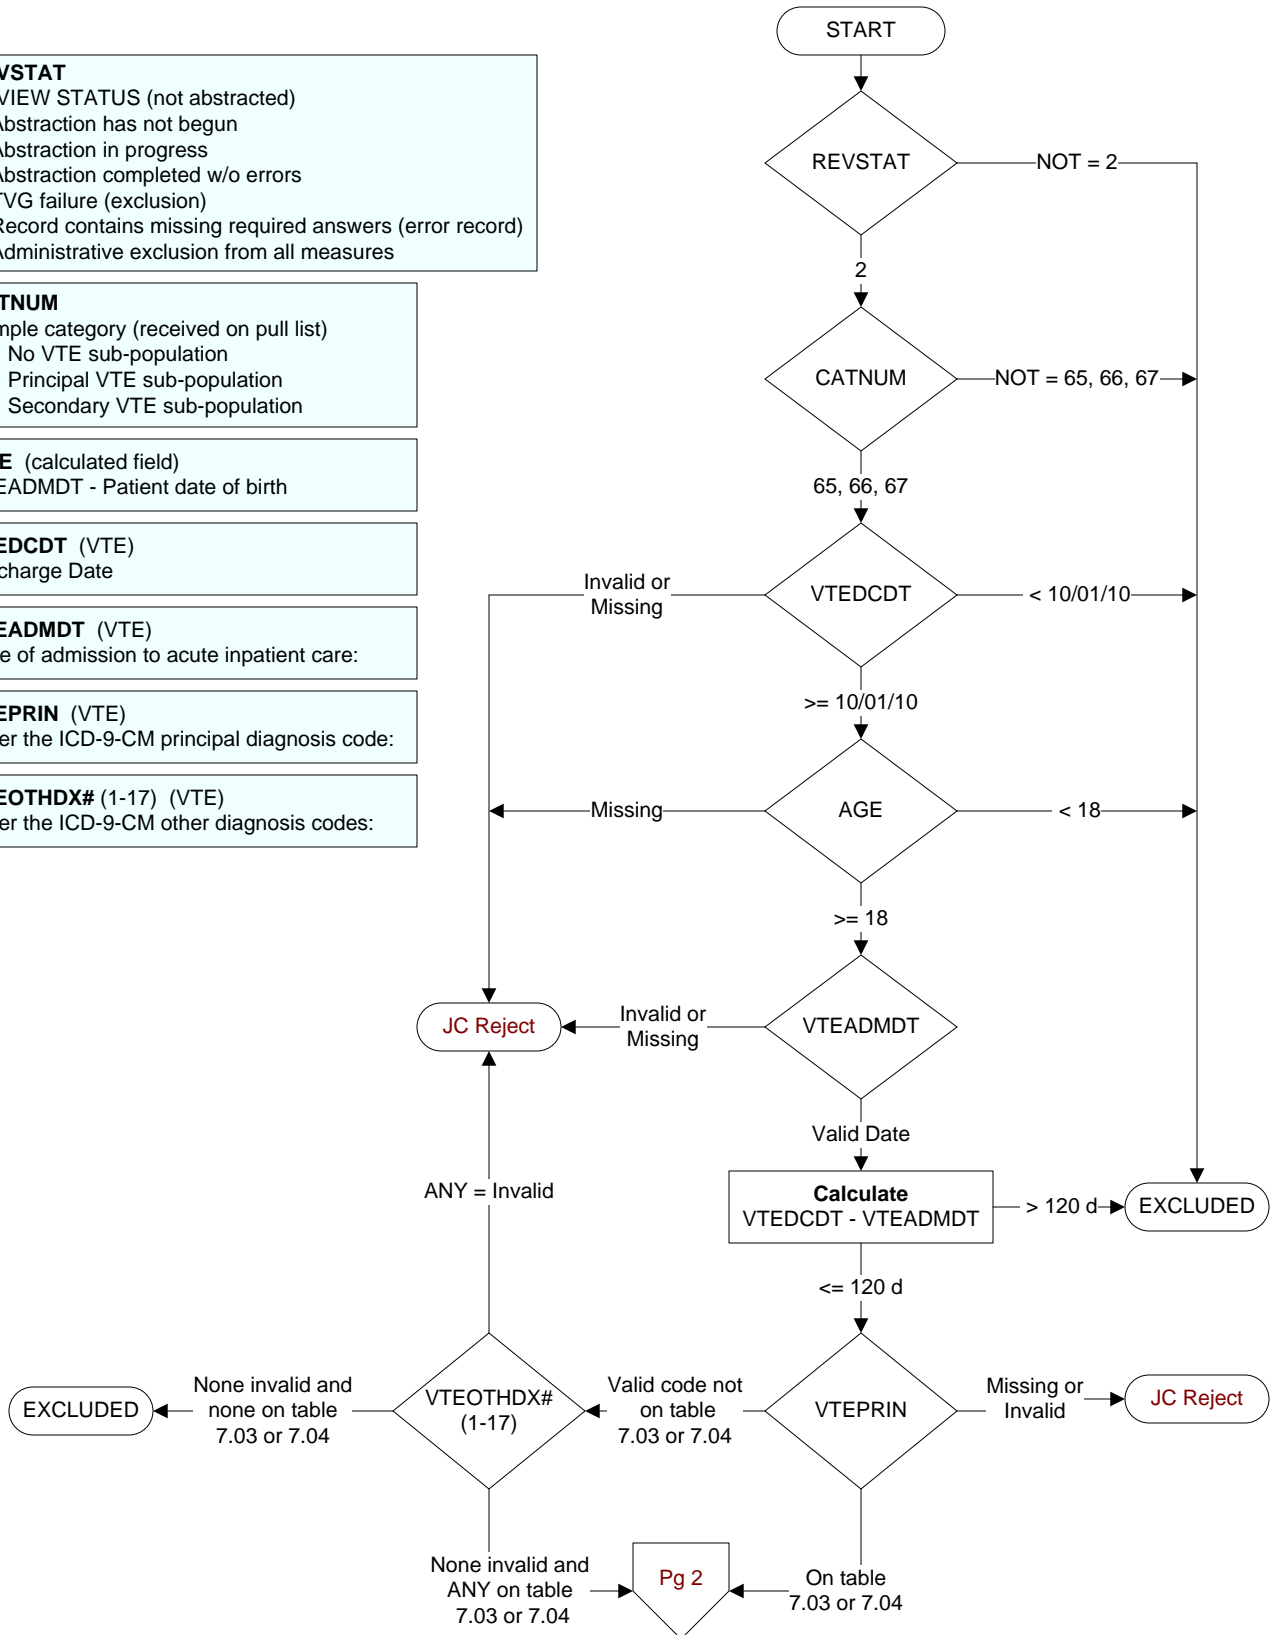 START
VSTAT
VIEW STATUS (not abstracted)
Abstraction has not begun
Abstraction in progress
Abstraction completed w/o errors
TVG failure (exclusion)
Record contains missing required answers (error record)
Administrative exclusion from all measures
REVSTAT
NOT = 2
2
TNUM
mple category (received on pull list)
No VTE sub-population
Principal VTE sub-population
Secondary VTE sub-population
CATNUM
NOT = 65, 66, 67
65, 66, 67
E (calculated field)
EADMDT - Patient date of birth
EDCDT (VTE)
charge Date
Invalid or
Missing
VTEDCDT
< 10/01/10
>= 10/01/10
EADMDT (VTE)
e of admission to acute inpatient care:
EPRIN (VTE)
er the ICD-9-CM principal diagnosis code:
EOTHDX# (1-17) (VTE)
er the ICD-9-CM other diagnosis codes:
Missing
AGE
< 18
>= 18
JC Reject
Invalid or
Missing
VTEADMDT
Valid Date
ANY = Invalid
Calculate
VTEDCDT - VTEADMDT
> 120 d
EXCLUDED
<= 120 d
EXCLUDED
None invalid and
none on table
7.03 or 7.04
VTEOTHDX#
(1-17)
Valid code not
on table
7.03 or 7.04
VTEPRIN
Missing or
Invalid
JC Reject
None invalid and
ANY on table
7.03 or 7.04
Pg 2
On table
7.03 or 7.04